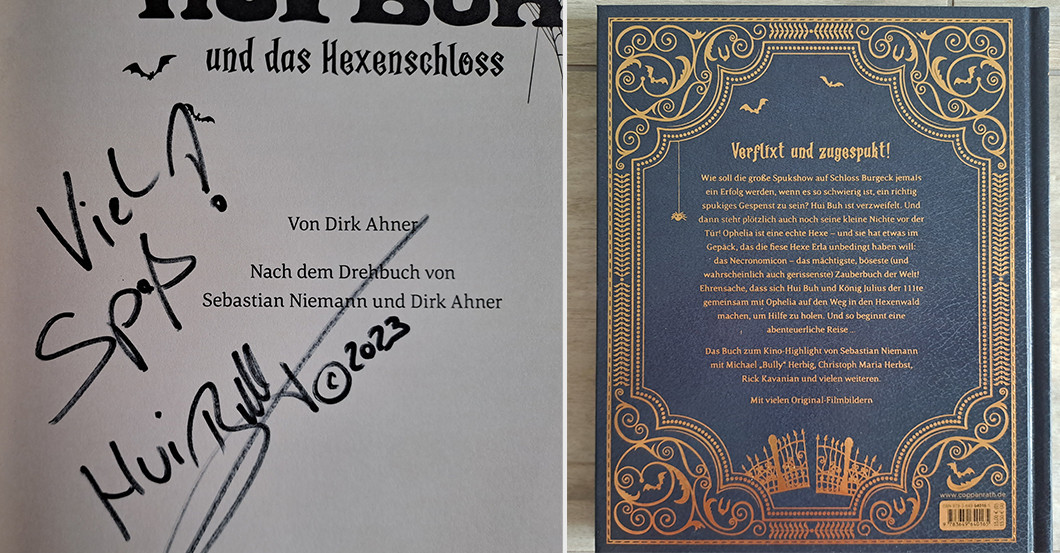 HUI BUH
und das Hexenschloss
Viel
Spaß!
Von Dirk Ahner
Nach dem Drehbuch von
Sebastian Niemann und Dirk Ahner
Hui Bully
©2023
Verflixt und zugespukt!
Wie soll die große Spukshow auf Schloss Burgeck jemals
ein Erfolg werden, wenn es so schwierig ist, ein richtig
spukiges Gespenst zu sein? Hui Buh ist verzweifelt. Und
dann steht plötzlich auch noch seine kleine Nichte vor der
Tür! Ophelia ist eine echte Hexe – und sie hat etwas im
Gepäck, das die fiese Hexe Erla unbedingt haben will:
das Necronomicon – das mächtigste, böseste (und
wahrscheinlich auch gerissenste) Zauberbuch der Welt!
Ehrensache, dass sich Hui Buh und König Julius der 111te
gemeinsam mit Ophelia auf den Weg in den Hexenwald
machen, um Hilfe zu holen. Und so beginnt eine
abenteuerliche Reise ...
Das Buch zum Kino-Highlight von Sebastian Niemann
mit Michael „Bully" Herbig, Christoph Maria Herbst,
Rick Kavanian und vielen weiteren.
Mit vielen Original-Filmbildern
www.coppenrath.de